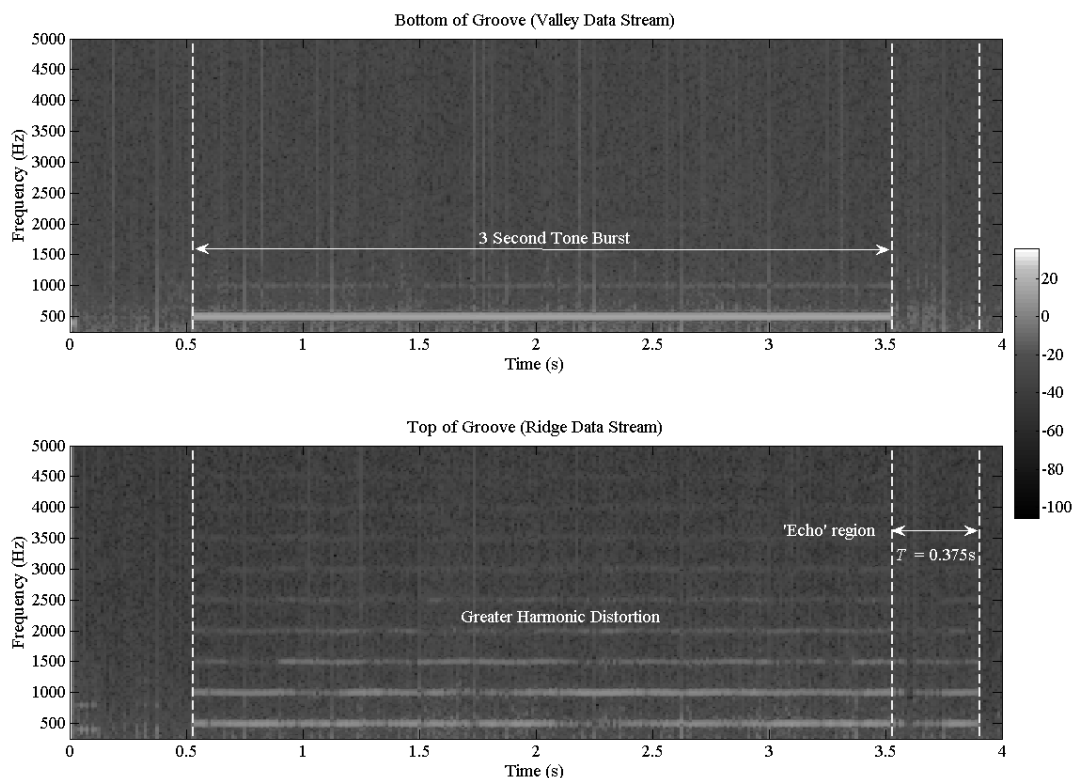 Bottom of Groove (Valley Data Stream)
Frequency (Hz)
5000
4500
4000
3500
3000
2500
2000
1500
1000
500
3 Second Tone Burst
0 0.5 1 1.5 2 2.5 3 3.5 4
Time (s)
20
0
-20
-40
-60
-80
-100
Top of Groove (Ridge Data Stream)
Frequency (Hz)
5000
4500
4000
3500
3000
2500
2000
1500
1000
500
'Echo' region
T = 0.375s
Greater Harmonic Distortion
0 0.5 1 1.5 2 2.5 3 3.5 4
Time (s)